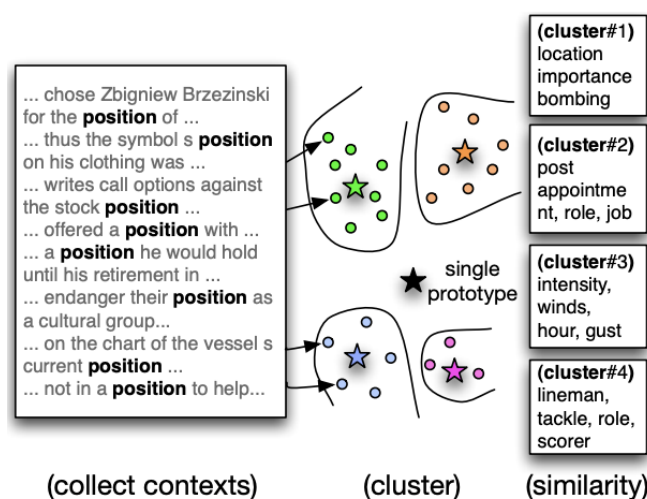 ... chose Zbigniew Brzezinski
for the position of ...
... thus the symbol s position
on his clothing was ...
... writes call options against
the stock position ...
... offered a position with ...
... a position he would hold
until his retirement in ...
... endanger their position as
a cultural group...
... on the chart of the vessel s
current position ...
... not in a position to help...
(collect contexts)
single
prototype
(cluster)
(cluster#1)
location
importance
bombing
(cluster#2)
post
appointme
nt, role, job
(cluster#3)
intensity,
winds,
hour, gust
(cluster#4)
lineman,
tackle, role,
scorer
(similarity)